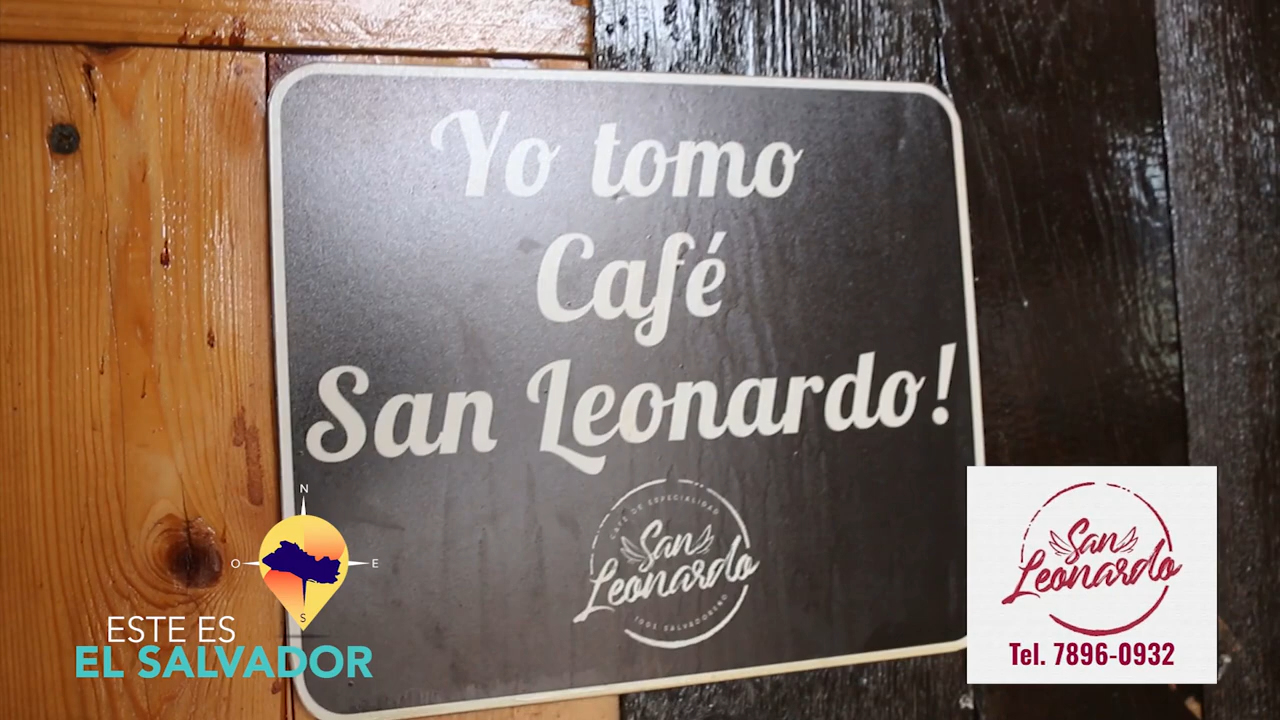 Yo tomo
Café
San Leonardo!
CAFÉ DE ESPECIALIDAD
San
Leonardo
100% SALVADOREÑO
N
O
E
S
ESTE ES
EL SALVADOR
San
Leonardo
Tel. 7896-0932